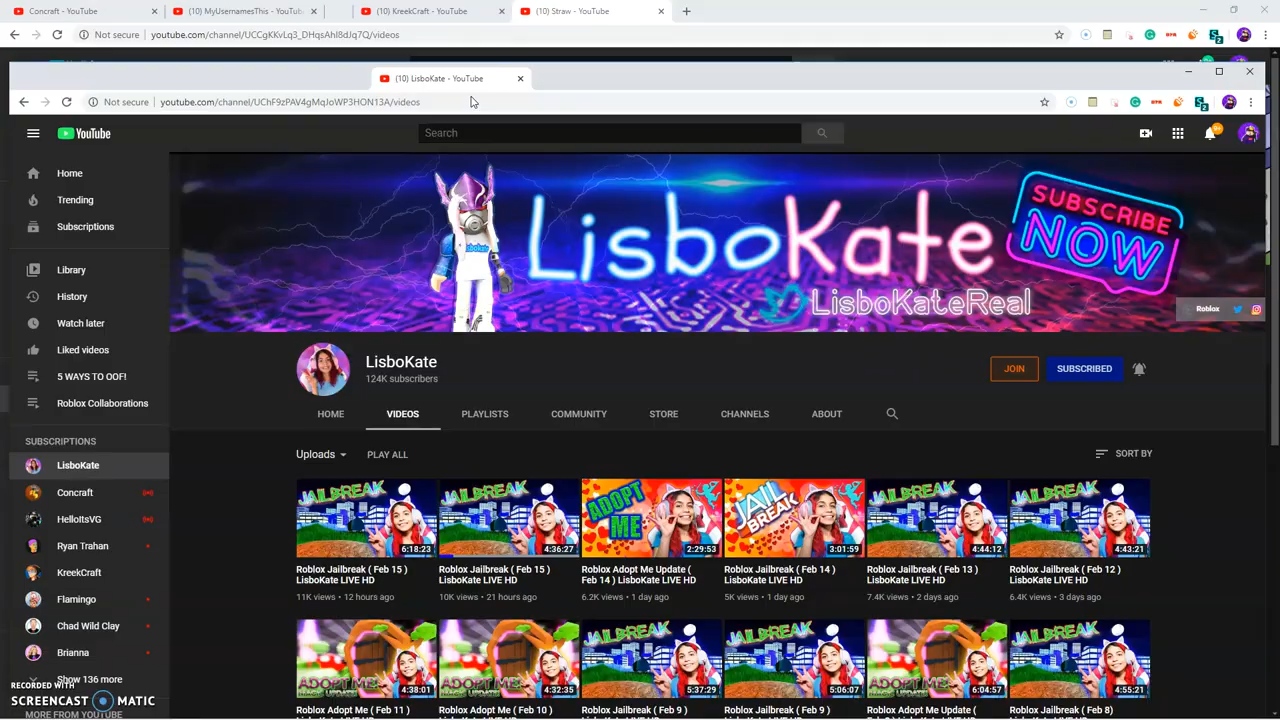 Concraft - YouTube
(10) MyUsernamesThis - YouTube
(10) KreekCraft - YouTube
(10) Straw - YouTube
Not secure youtube.com/channel/UCCgKKvLq3_DHqsAhI8dJq7Q/videos
(10) LisboKate - YouTube
Not secure youtube.com/channel/UChF9zPAV4gMqJoWP3HON13A/videos
YouTube
Search
9+
Home
Trending
Subscriptions
Library
History
Watch later
Liked videos
5 WAYS TO OOF!
Roblox Collaborations
SUBSCRIPTIONS
LisboKate
Concraft
HelloItsVG
Ryan Trahan
KreekCraft
Flamingo
Chad Wild Clay
Brianna
Show 136 more
MORE FROM YOUTUBE
RECORDED WITH
SCREENCAST MATIC
LisboKate
LisboKateReal
SUBSCRIBE
NOW
Roblox
LisboKate
124K subscribers
JOIN
SUBSCRIBED
HOME VIDEOS PLAYLISTS COMMUNITY STORE CHANNELS ABOUT
Uploads PLAY ALL SORT BY
JAILBREAK
6:18:23
Roblox Jailbreak ( Feb 15 )
LisboKate LIVE HD
11K views • 12 hours ago
JAILBREAK
4:36:27
Roblox Jailbreak ( Feb 15 )
LisboKate LIVE HD
10K views • 21 hours ago
ADOPT
ME
2:29:53
Roblox Adopt Me Update (
Feb 14 ) LisboKate LIVE HD
6.2K views • 1 day ago
JAIL
BREAK
3:01:59
Roblox Jailbreak ( Feb 14 )
LisboKate LIVE HD
5K views • 1 day ago
JAILBREAK
4:44:12
Roblox Jailbreak ( Feb 13 )
LisboKate LIVE HD
7.4K views • 2 days ago
JAILBREAK
4:43:21
Roblox Jailbreak ( Feb 12 )
LisboKate LIVE HD
6.4K views • 3 days ago
ADOPT ME
4:38:01
Roblox Adopt Me ( Feb 11 )
ADOPT ME
4:32:35
Roblox Adopt Me ( Feb 10 )
JAILBREAK
5:37:29
Roblox Jailbreak ( Feb 9 )
JAILBREAK
5:06:07
Roblox Jailbreak ( Feb 9 )
ADOPT ME
6:04:57
Roblox Adopt Me Update (
JAILBREAK
4:55:21
Roblox Jailbreak ( Feb 8)